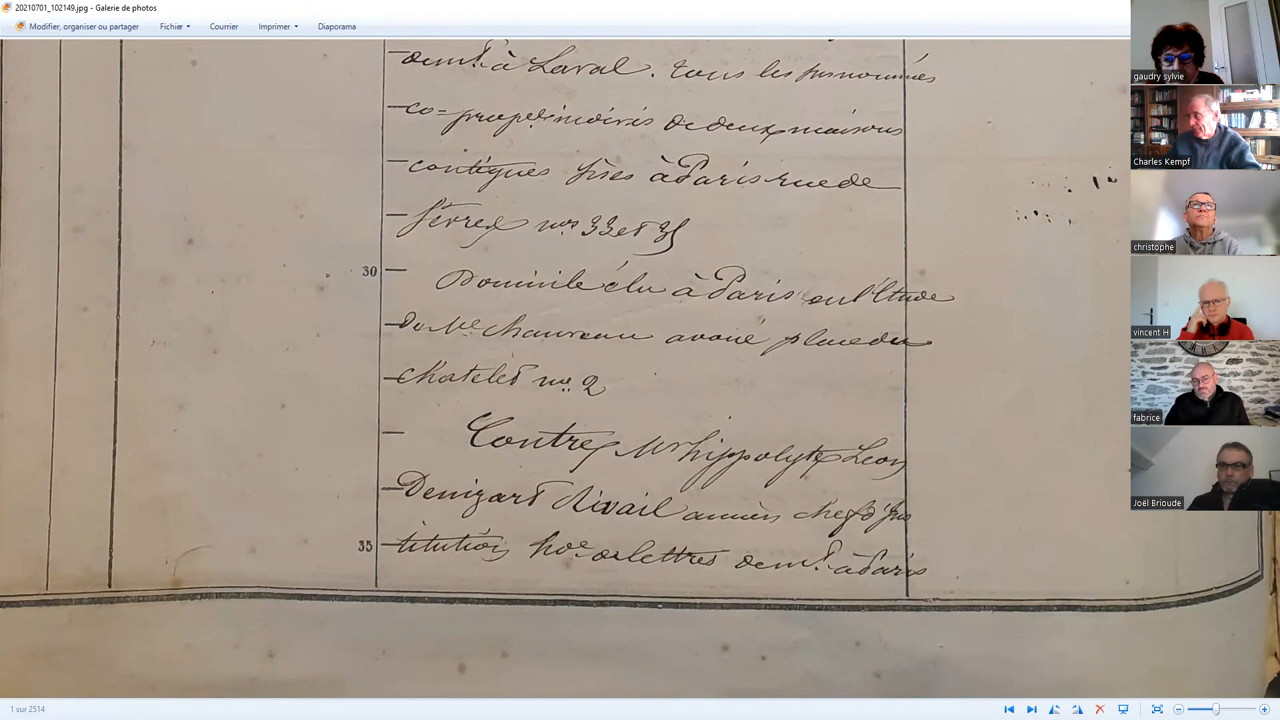 20210701_102149.jpg - Galerie de photos
Modifier, organiser ou partager Fichier Courrier Imprimer Diaporama
demt. à Laval. tous les susnommés
co=propriétairés de deux maisons
contigues sises à Paris rue de
Sèvres nos 33 et 35
30
Domicile élu à Paris en l'Etude
de Me Chauveau avoué place du
chatelet no. 2
Contre Mr hippolyte Leon
Denizart Rivail ancien chef d'ins
35
titution he. de lettres demt. à Paris
gaudry sylvie
Charles Kempf
christophe
vincent H
fabrice
Joël Brioude
1 sur 2514